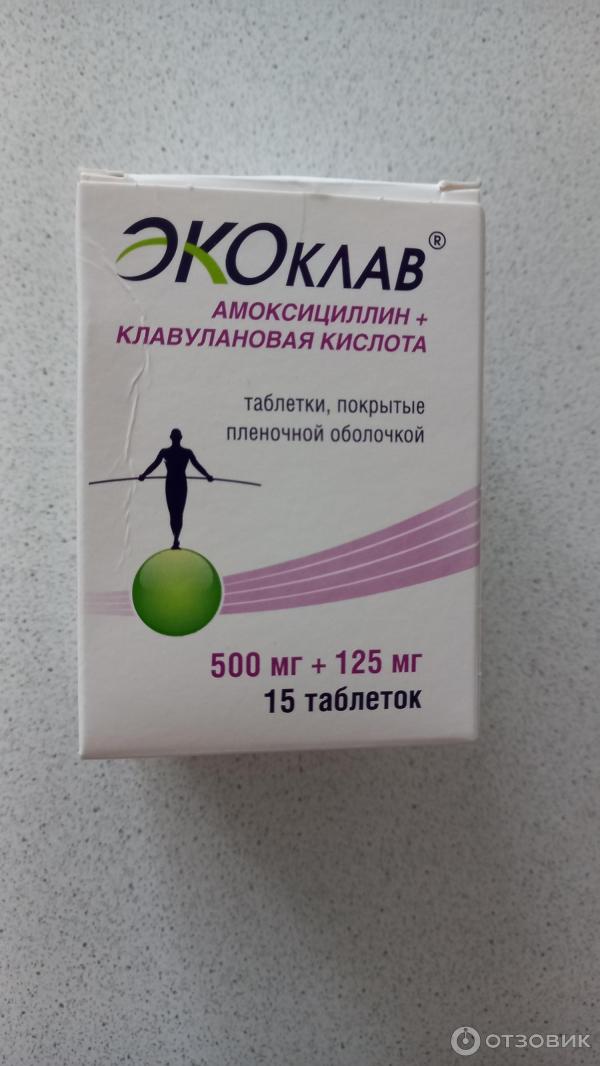 ЭКОКЛАВ®
АМОКСИЦИЛЛИН +
КЛАВУЛАНОВАЯ КИСЛОТА
таблетки, покрытые
пленочной оболочкой
500 мг + 125 мг
15 таблеток
ОТЗОВИК